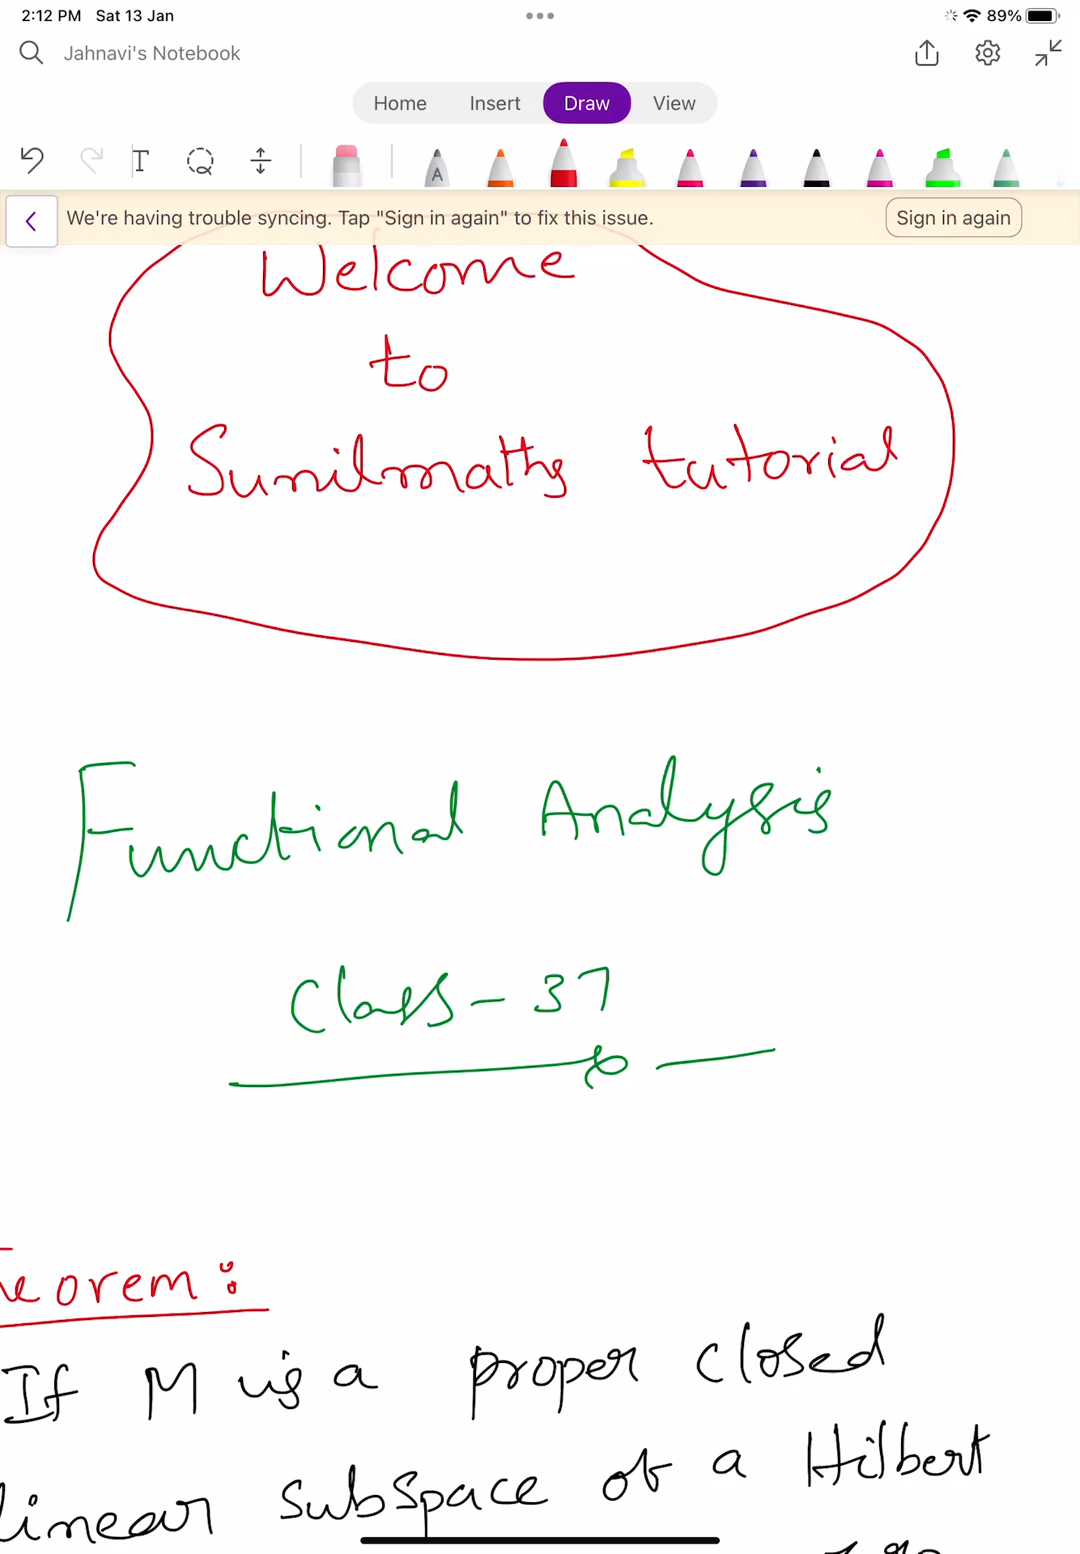 2:12 PM Sat 13 Jan 89%
Jahnavi's Notebook
Home Insert Draw View
T A
We're having trouble syncing. Tap "Sign in again" to fix this issue. Sign in again
Welcome
to
Sunilmaths tutorial
Functional Analysis
Class - 37
eorem :
If M is a proper closed
linear subspace of a Hilbert